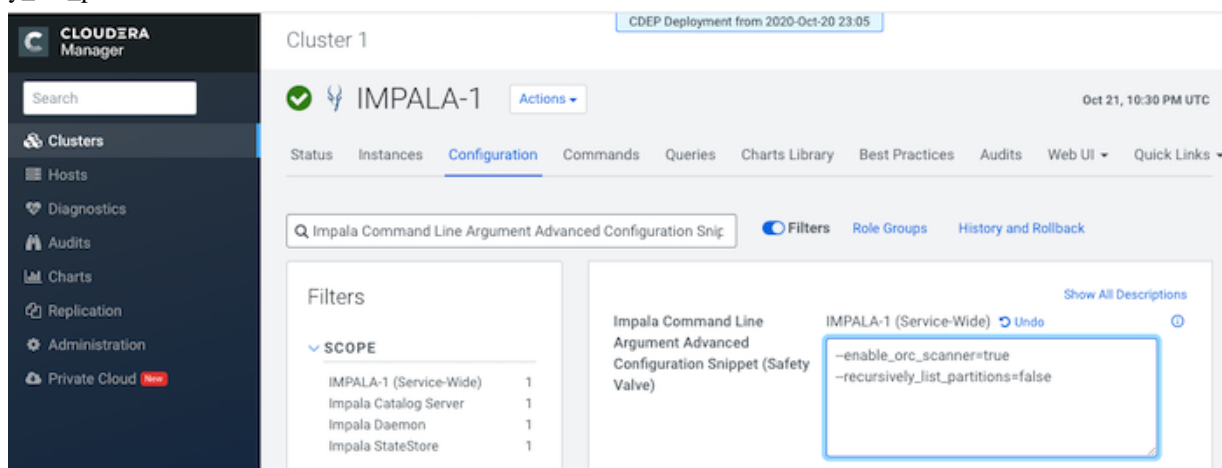 CDEP Deployment from 2020-Oct-20 23:05
CLOUDERA
Manager
Cluster 1
Search
IMPALA-1
Actions
Oct 21, 10:30 PM UTC
Clusters
Hosts
Diagnostics
Audits
Charts
Replication
Administration
Private Cloud New
Status Instances Configuration Commands Queries Charts Library Best Practices Audits Web UI Quick Links
Impala Command Line Argument Advanced Configuration Snip
Filters Role Groups History and Rollback
Filters
SCOPE
IMPALA-1 (Service-Wide) 1
Impala Catalog Server 1
Impala Daemon 1
Impala StateStore 1
Show All Descriptions
Impala Command Line
Argument Advanced
Configuration Snippet (Safety
Valve)
IMPALA-1 (Service-Wide) Undo
--enable_orc_scanner=true
--recursively_list_partitions=false